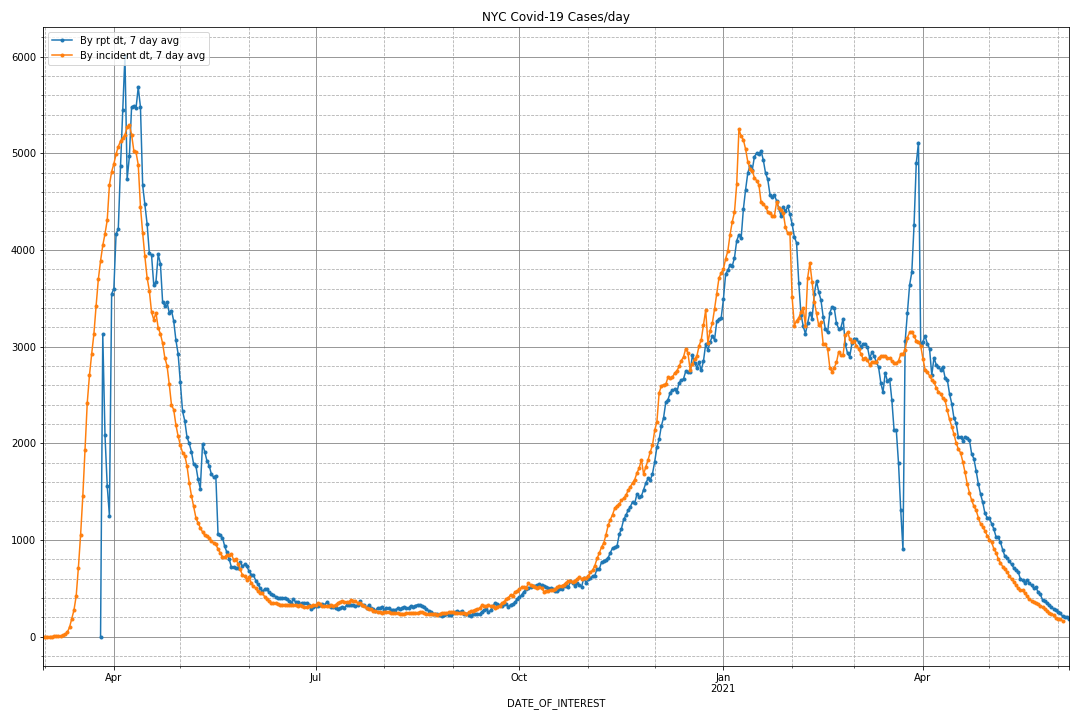 NYC Covid-19 Cases/day
By rpt dt, 7 day avg
By incident dt, 7 day avg
6000
5000
4000
3000
2000
1000
0
Apr
Jul
Oct
Jan
2021
Apr
DATE_OF_INTEREST